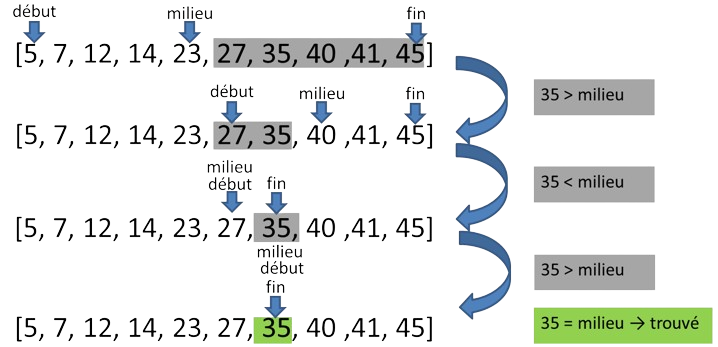 début milieu fin
[5, 7, 12, 14, 23, 27, 35, 40 ,41, 45]
35 > milieu
début milieu fin
[5, 7, 12, 14, 23, 27, 35, 40 ,41, 45]
35 < milieu
milieu
début fin
[5, 7, 12, 14, 23, 27, 35, 40 ,41, 45]
35 > milieu
milieu
début
fin
[5, 7, 12, 14, 23, 27, 35, 40 ,41, 45]
35 = milieu → trouvé